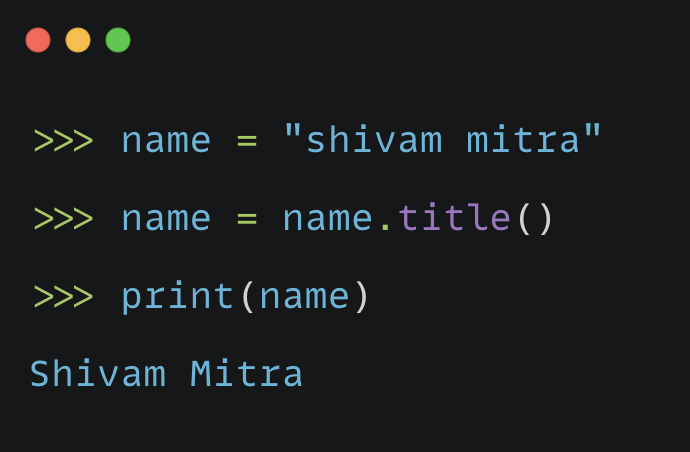 >>> name = "shivam mitra"
>>> name = name.title()
>>> print(name)
Shivam Mitra